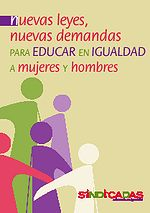 nuevas leyes,
nuevas demandas
PARA EDUCAR EN IGUALDAD
A mujeres Y hombres
SINDICADAS